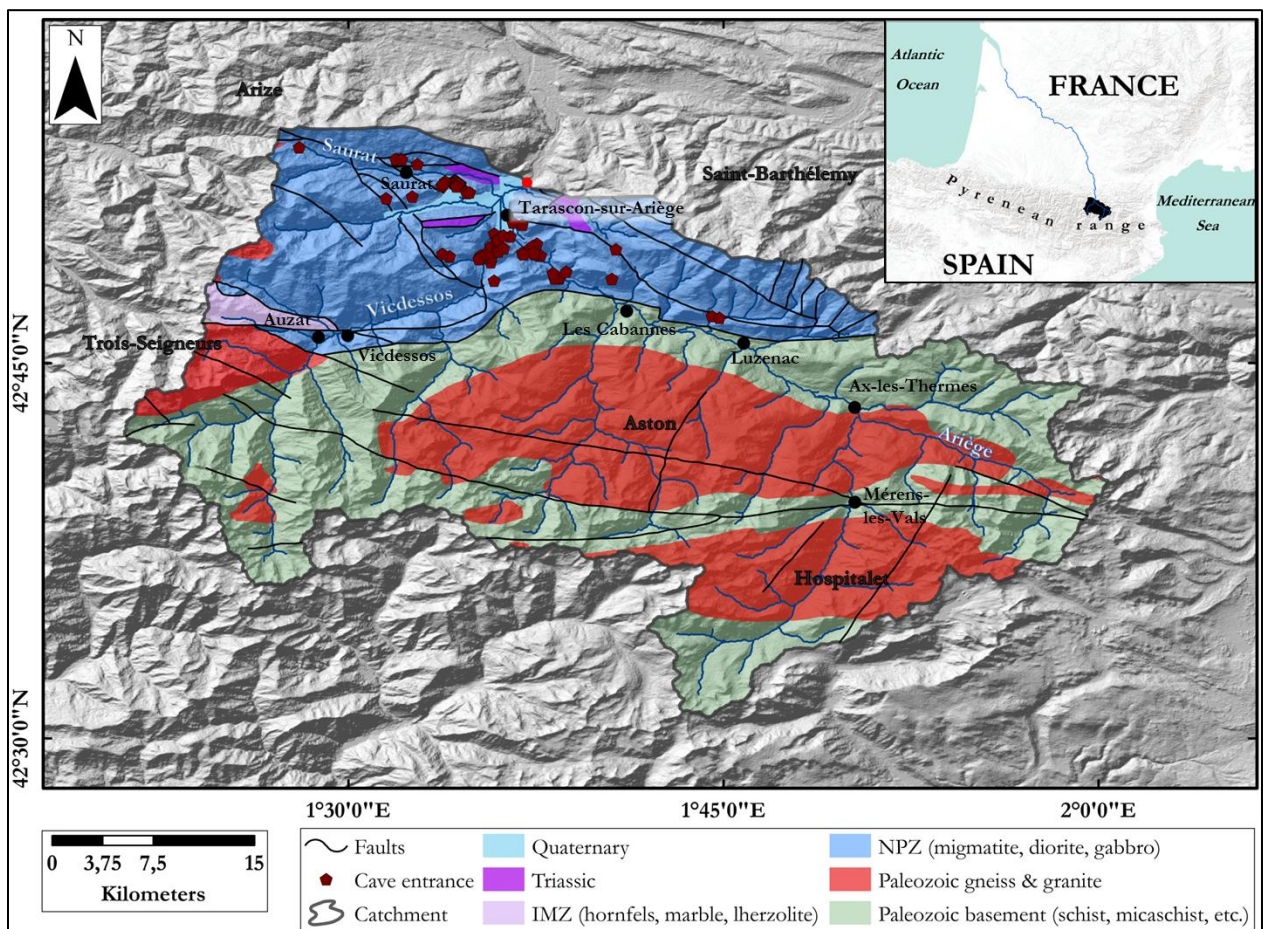 N
Arize
Saurat
Saurat
Saint-Barthélemy
Tarascon-sur-Ariège
Vicdessos
Auzat
Vicdessos
Trois-Seigneurs
Les Cabannes
Luzenac
Ax-les-Thermes
Aston
Ariège
Mérens-
les-Vals
Hospitalet
Atlantic
Ocean
FRANCE
Pyrenean range
Mediterranean
Sea
SPAIN
42°45'0"N
42°30'0"N
1°30'0"E
1°45'0"E
2°0'0"E
0 3,75 7,5 15
Kilometers
Faults
Cave entrance
Catchment
Quaternary
Triassic
IMZ (hornfels, marble, lherzolite)
NPZ (migmatite, diorite, gabbro)
Paleozoic gneiss & granite
Paleozoic basement (schist, micaschist, etc.)